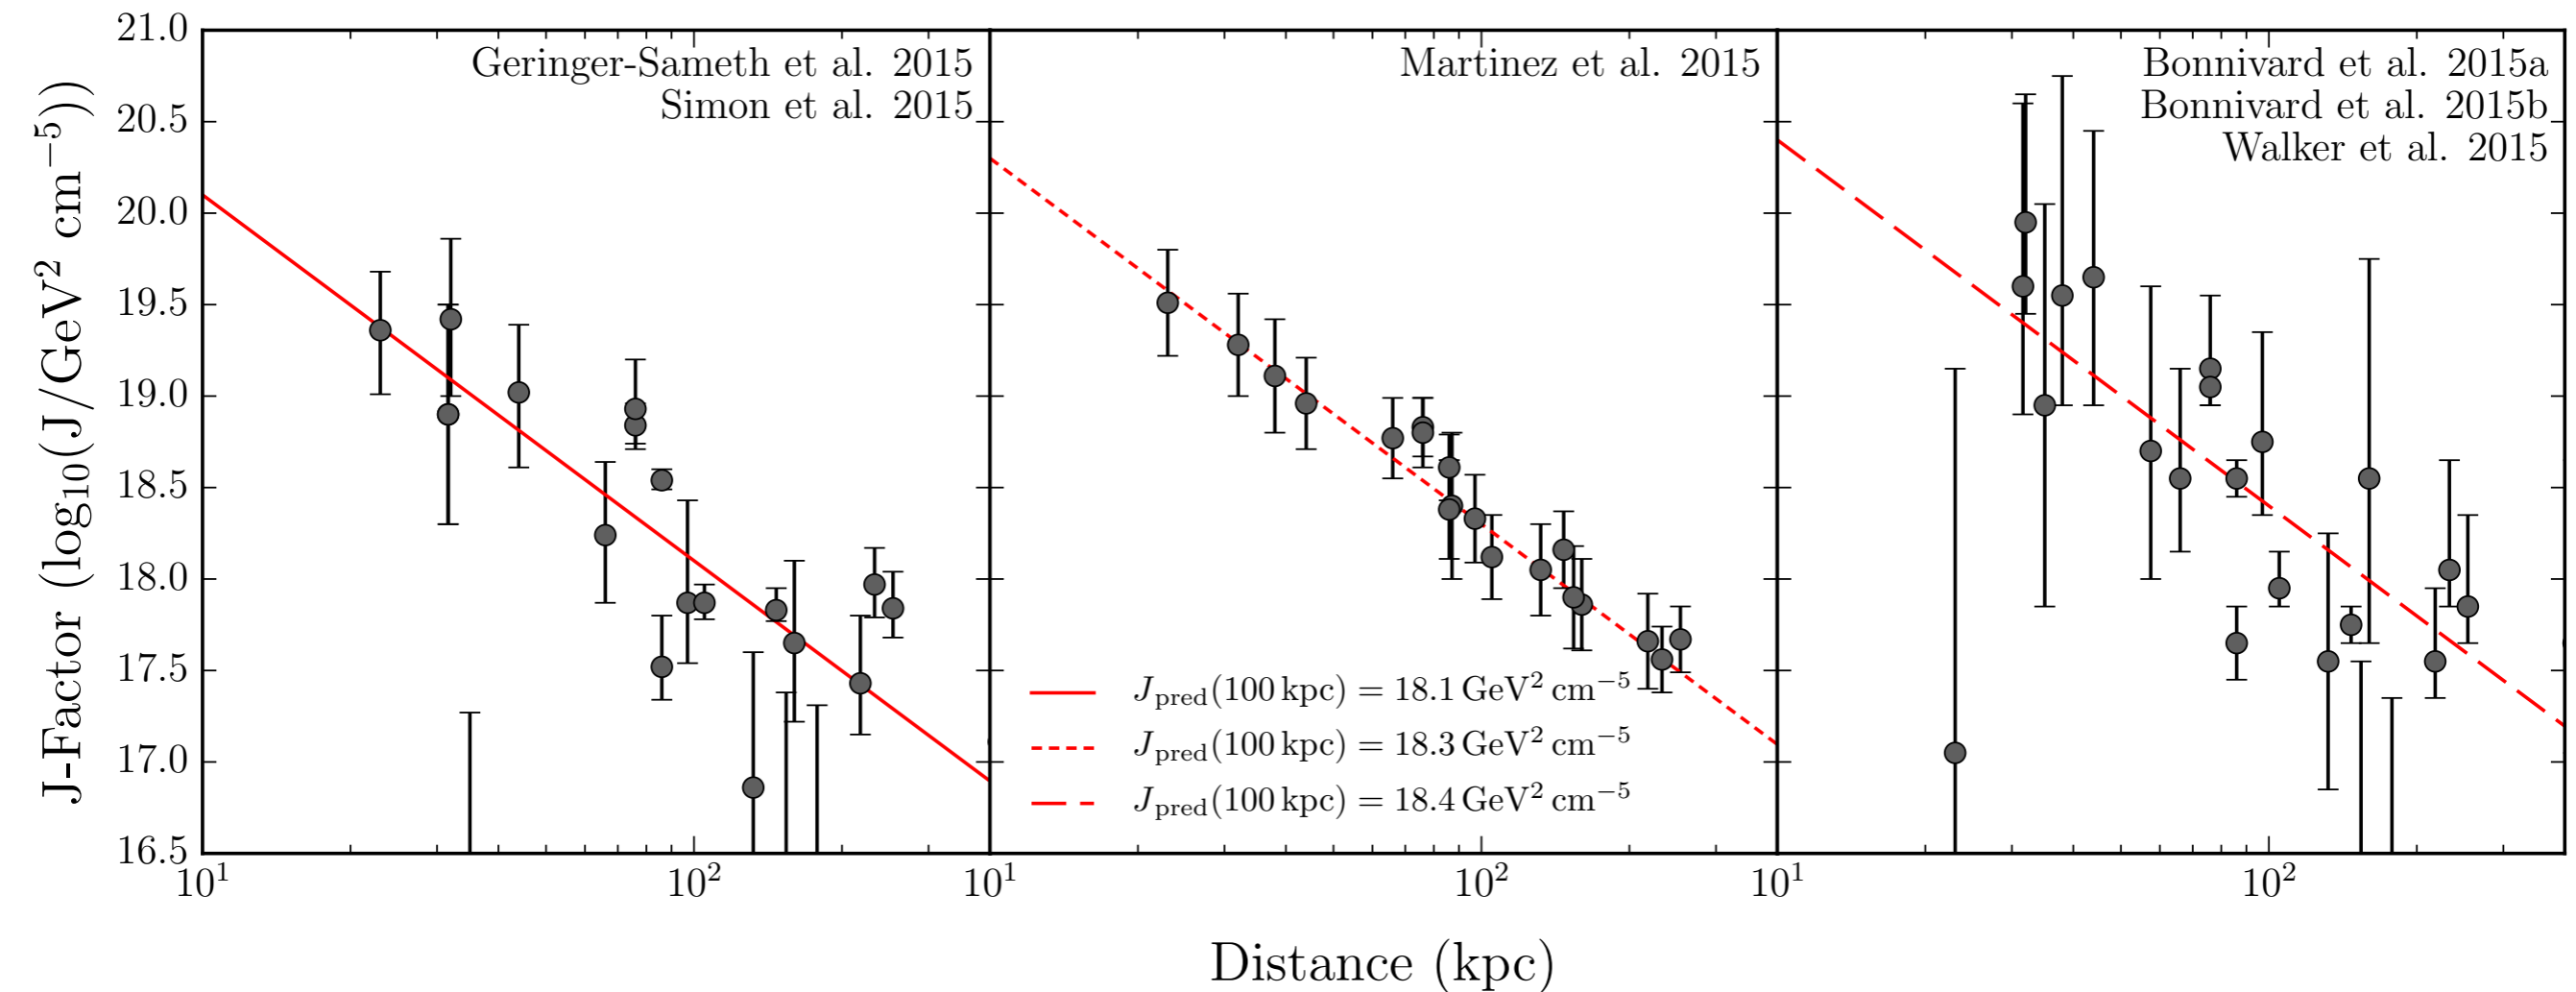 Geringer-Sameth et al. 2015
Simon et al. 2015
Martinez et al. 2015
Bonnivard et al. 2015a
Bonnivard et al. 2015b
Walker et al. 2015
J-Factor (log₁₀(J/GeV² cm⁻⁵))
21.0
20.5
20.0
19.5
19.0
18.5
18.0
17.5
17.0
16.5
J_pred(100 kpc) = 18.1 GeV² cm⁻⁵
J_pred(100 kpc) = 18.3 GeV² cm⁻⁵
J_pred(100 kpc) = 18.4 GeV² cm⁻⁵
10¹ 10² 10¹ 10² 10¹ 10²
Distance (kpc)